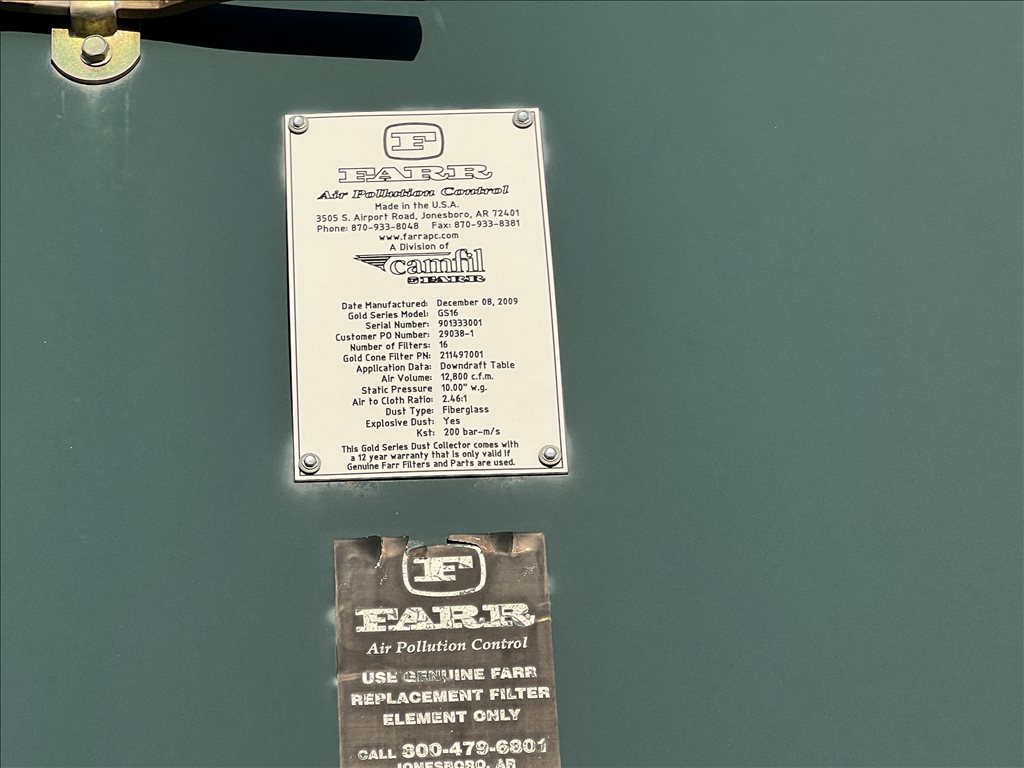 F
FARR
Air Pollution Control
Made in the U.S.A.
3505 S. Airport Road, Jonesboro, AR 72401
Phone: 870-933-8048 Fax: 870-933-8381
www.farrapc.com
A Division of
camfil
FARR
Date Manufactured: December 08, 2009
Gold Series Model: GS16
Serial Number: 901333001
Customer PO Number: 29038-1
Number of Filters: 16
Gold Cone Filter PN: 211497001
Application Data: Downdraft Table
Air Volume: 12,800 c.f.m.
Static Pressure 10.00" w.g.
Air to Cloth Ratio: 2.46:1
Dust Type: Fiberglass
Explosive Dust: Yes
Kst: 200 bar-m/s
This Gold Series Dust Collector comes with
a 12 year warranty that is only valid if
Genuine Farr Filters and Parts are used.
F
FARR
Air Pollution Control
USE GENUINE FARR
REPLACEMENT FILTER
ELEMENT ONLY
CALL 800-479-6801
JONESBORO, AR